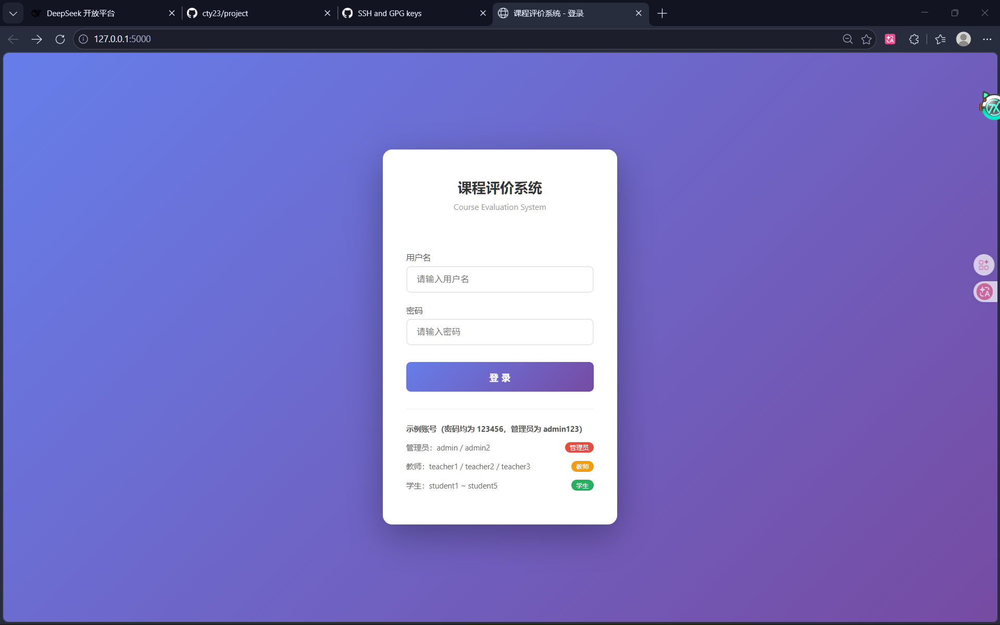 DeepSeek 开放平台
cty23/project
SSH and GPG keys
课程评价系统 - 登录
127.0.0.1:5000
课程评价系统
Course Evaluation System
用户名
请输入用户名
密码
请输入密码
登 录
示例账号（密码均为 123456，管理员为 admin123）
管理员：admin / admin2 管理员
教师：teacher1 / teacher2 / teacher3 教师
学生：student1 ~ student5 学生